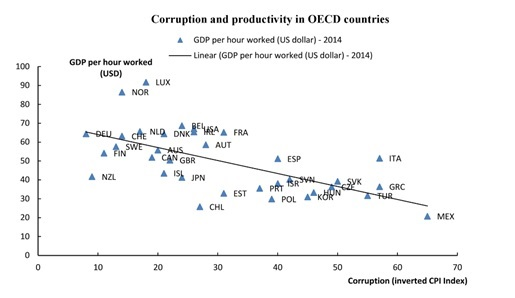 Corruption and productivity in OECD countries
GDP per hour worked (US dollar) - 2014
Linear (GDP per hour worked (US dollar) - 2014)
GDP per hour worked
(USD)
100
90
80
70
60
50
40
30
20
10
0
LUX
NOR
DEU
CHE
NLD
DNK
BEL
USA
IRL
FRA
SWE
FIN
AUS
CAN
GBR
AUT
NZL
ISL
JPN
EST
CHL
ESP
ITA
PRT
ISR
SVN
POL
KOR
HUN
CZE
SVK
GRC
TUR
MEX
0 10 20 30 40 50 60 70
Corruption (inverted CPI Index)